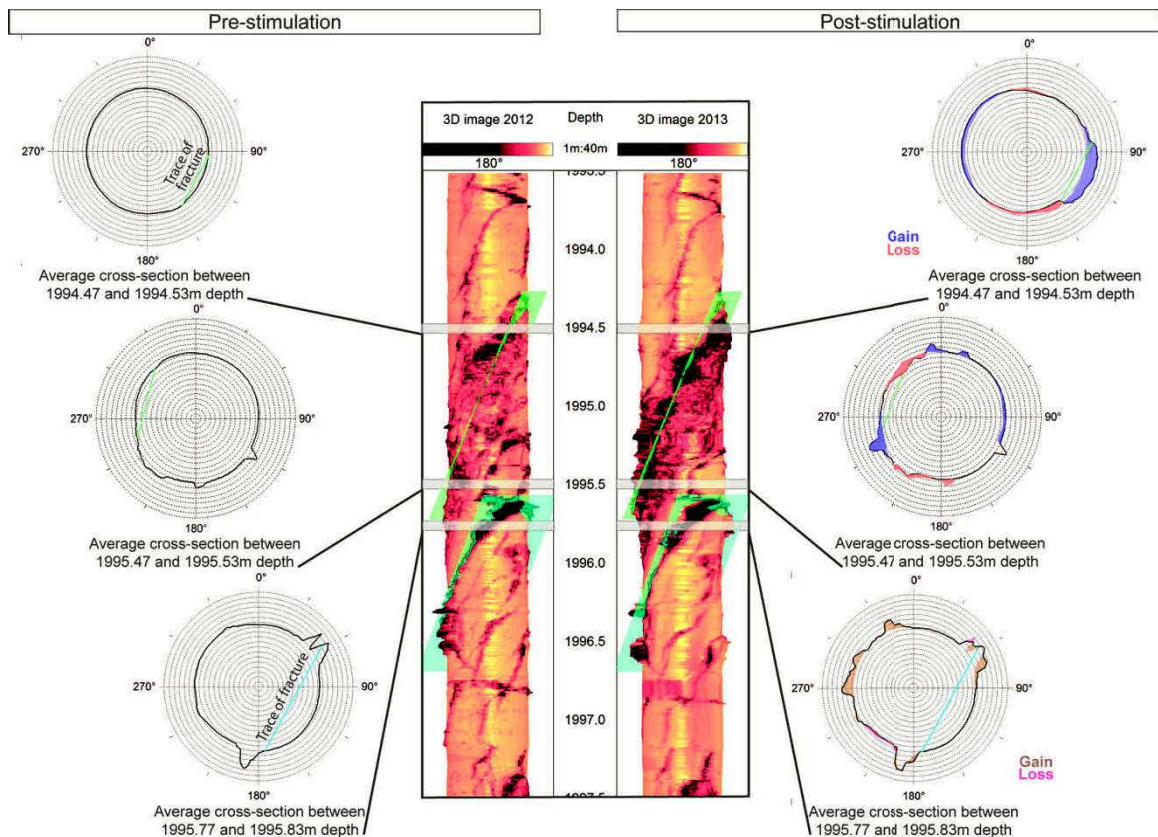 Pre-stimulation
Post-stimulation
0°
270°
90°
180°
Trace of
fracture
Average cross-section between
1994.47 and 1994.53m depth
0°
270°
90°
180°
Average cross-section between
1995.47 and 1995.53m depth
0°
270°
90°
180°
Trace of fracture
Average cross-section between
1995.77 and 1995.83m depth
3D image 2012
Depth
3D image 2013
180°
1m:40m
180°
1994.0
1994.5
1995.0
1995.5
1996.0
1996.5
1997.0
0°
270°
90°
180°
Gain
Loss
Average cross-section between
1994.47 and 1994.53m depth
0°
270°
90°
180°
Average cross-section between
1995.47 and 1995.53m depth
0°
270°
90°
180°
Gain
Loss
Average cross-section between
1995.77 and 1995.83m depth